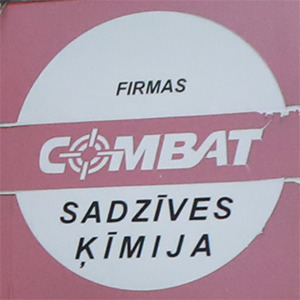 FIRMAS
COMBAT
SADZĪVES
ĶĪMIJA